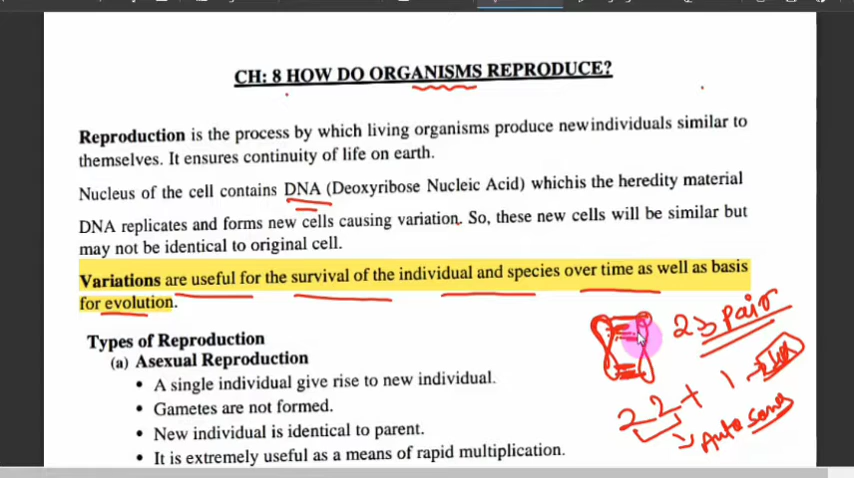 CH: 8 HOW DO ORGANISMS REPRODUCE?
Reproduction is the process by which living organisms produce newindividuals similar to
themselves. It ensures continuity of life on earth.
Nucleus of the cell contains DNA (Deoxyribose Nucleic Acid) whichis the heredity material
DNA replicates and forms new cells causing variation. So, these new cells will be similar but
may not be identical to original cell.
Variations are useful for the survival of the individual and species over time as well as basis
for evolution.
Types of Reproduction
23 pair
(a) Asexual Reproduction
• A single individual give rise to new individual.
22 + 1
• Gametes are not formed.
Autosome
• New individual is identical to parent.
• It is extremely useful as a means of rapid multiplication.